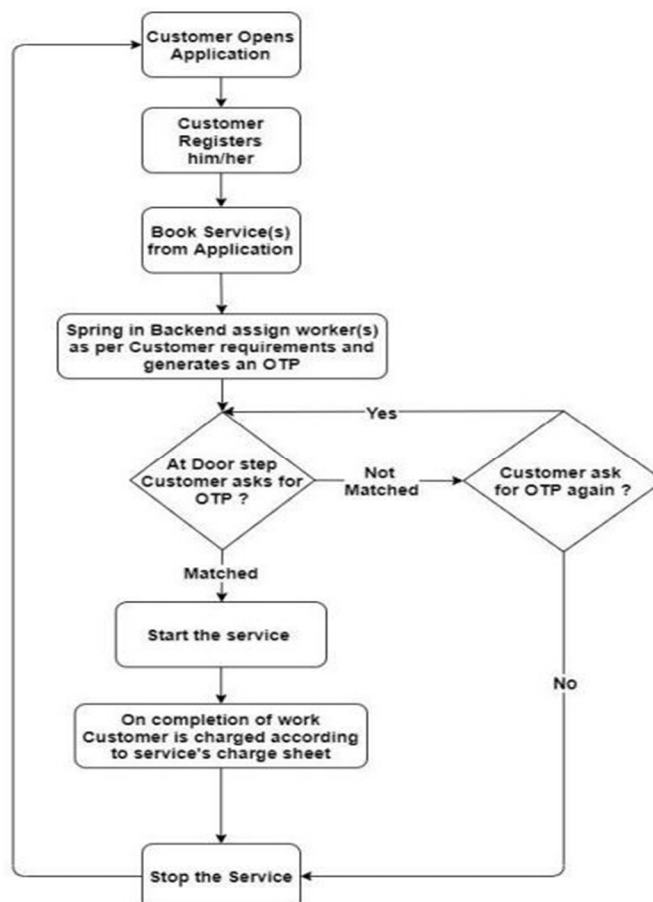 Customer Opens
Application
Customer
Registers
him/her
Book Service(s)
from Application
Spring in Backend assign worker(s)
as per Customer requirements and
generates an OTP
Yes
At Door step
Customer asks for
OTP ?
Not
Matched
Customer ask
for OTP again ?
Matched
Start the service
No
On completion of work
Customer is charged according
to service's charge sheet
Stop the Service